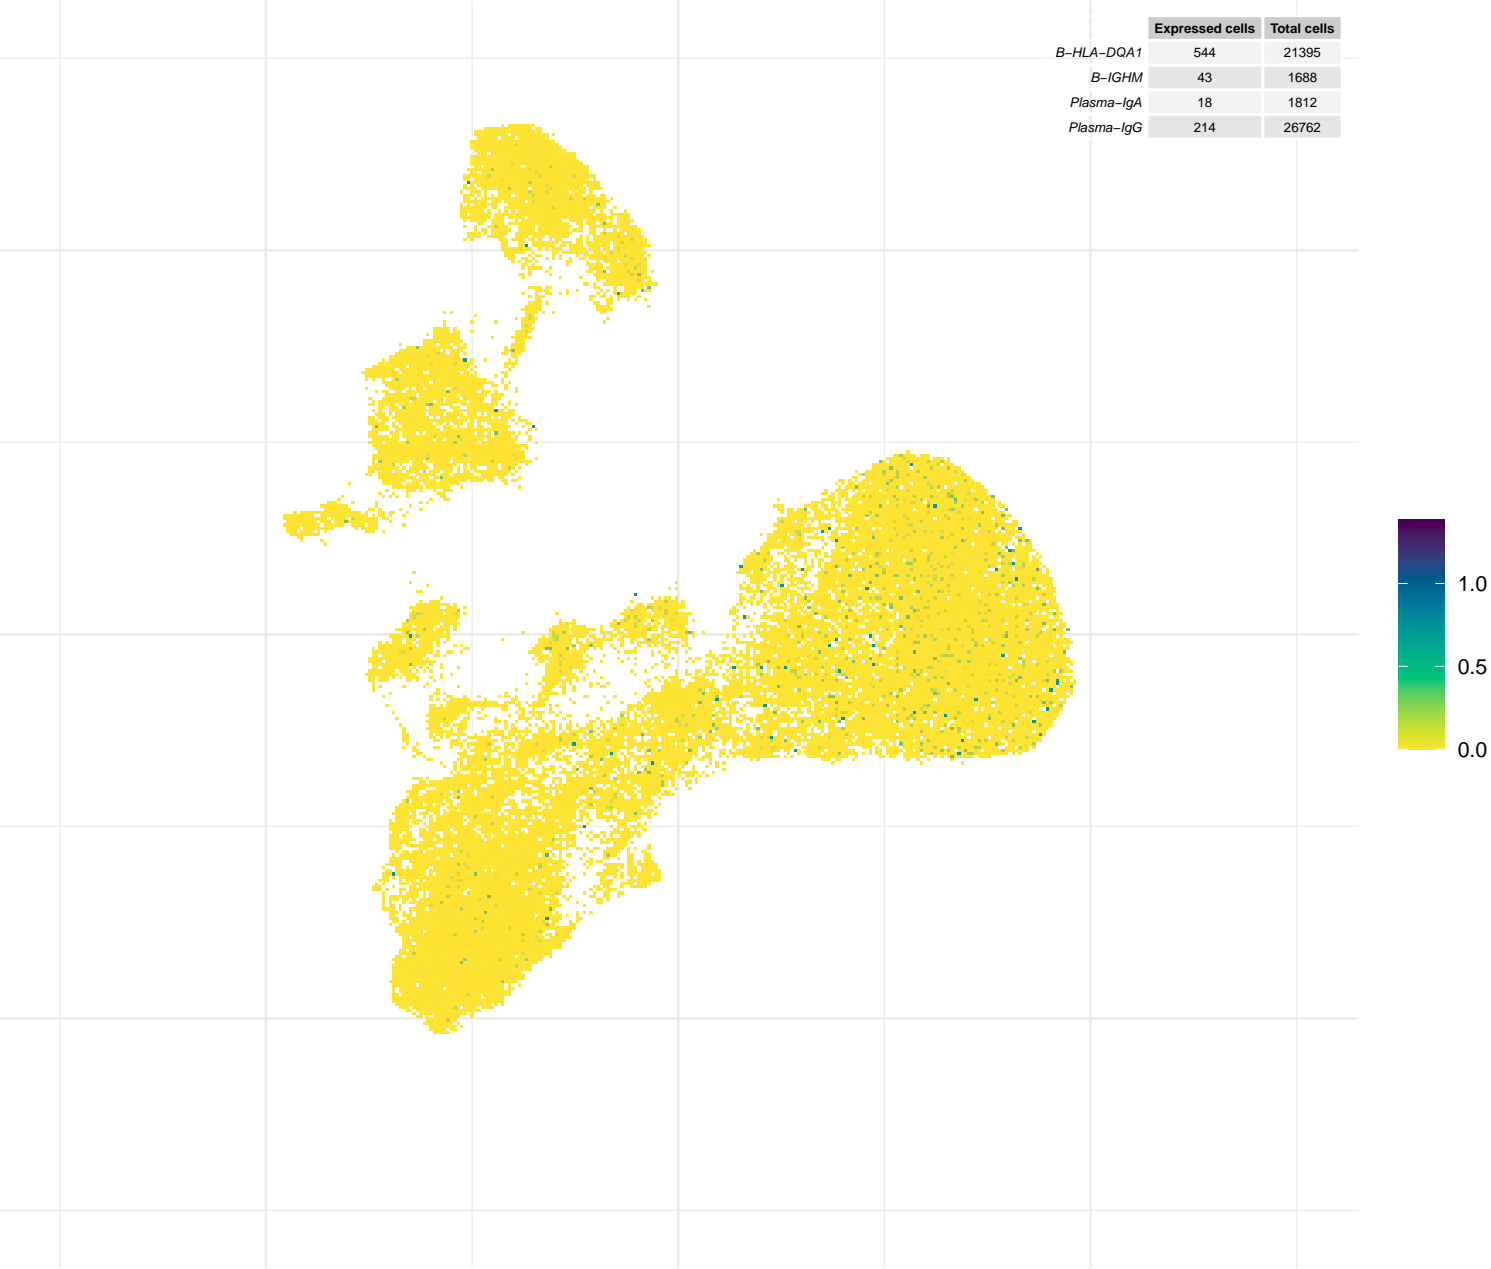 Expressed cells Total cells
B−HLA−DQA1 544 21395
B−IGHM 43 1688
Plasma−IgA 18 1812
Plasma−IgG 214 26762
1.0
0.5
0.0